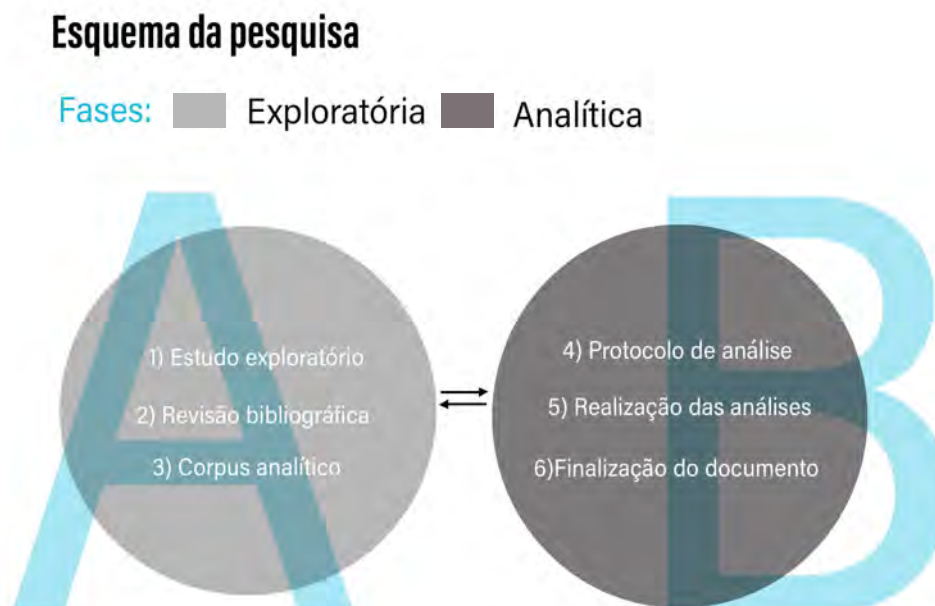 Esquema da pesquisa
Fases: Exploratória Analítica
A
1) Estudo exploratório
2) Revisão bibliográfica
3) Corpus analítico
B
4) Protocolo de análise
5) Realização das análises
6)Finalização do documento